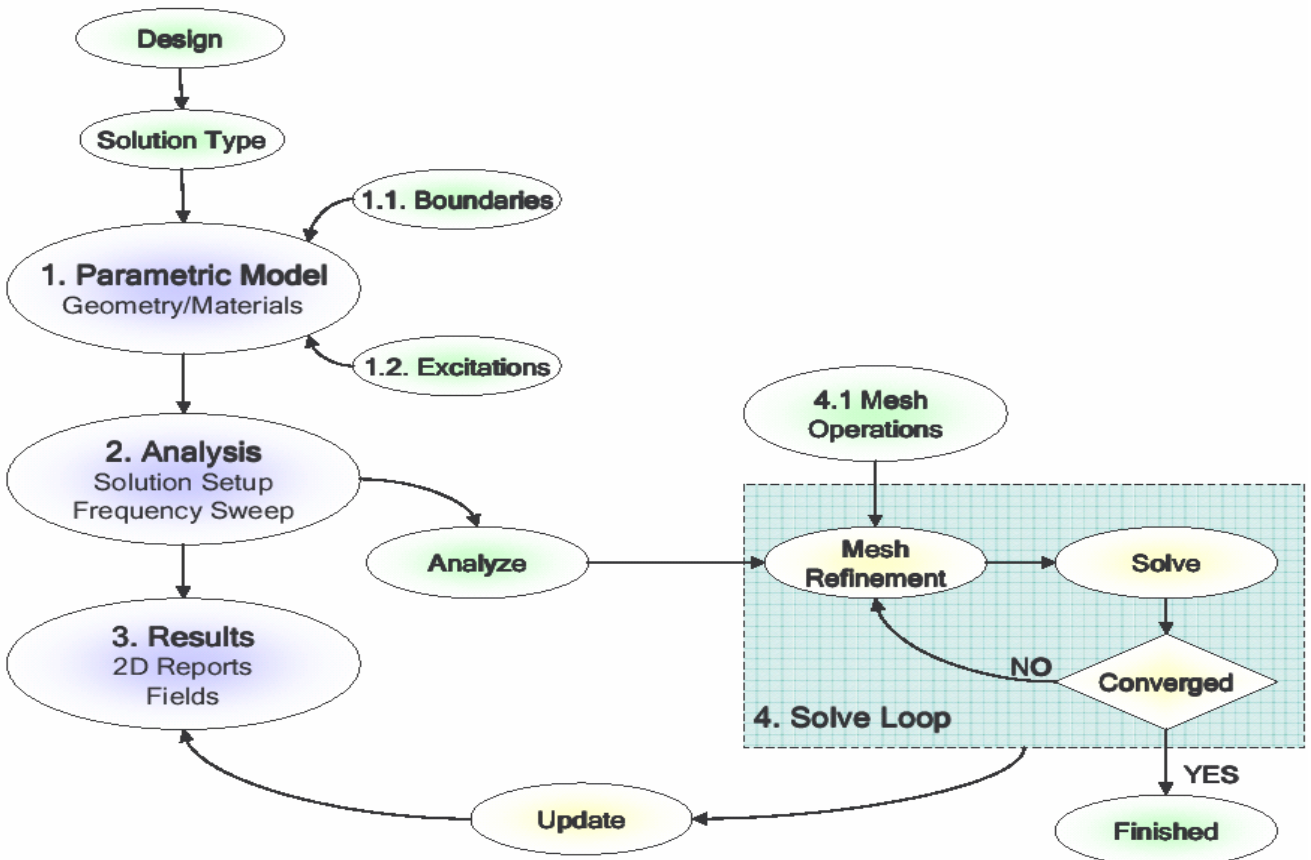 Design
Solution Type
1.1. Boundaries
1. Parametric Model
Geometry/Materials
1.2. Excitations
4.1 Mesh
Operations
2. Analysis
Solution Setup
Frequency Sweep
Analyze
Mesh
Refinement
Solve
3. Results
2D Reports
Fields
NO
Converged
4. Solve Loop
YES
Update
Finished